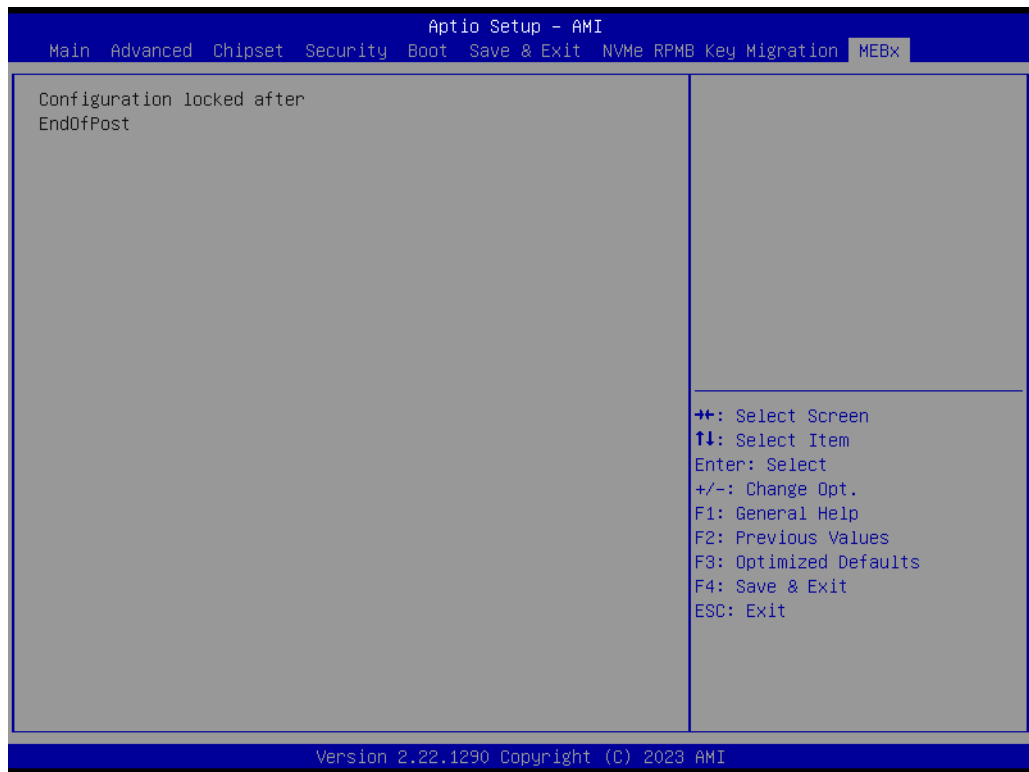 Aptio Setup - AMI
Main Advanced Chipset Security Boot Save & Exit NVMe RPMB Key Migration MEBx
Configuration locked after
EndOfPost
→←: Select Screen
↑↓: Select Item
Enter: Select
+/-: Change Opt.
F1: General Help
F2: Previous Values
F3: Optimized Defaults
F4: Save & Exit
ESC: Exit
Version 2.22.1290 Copyright (C) 2023 AMI